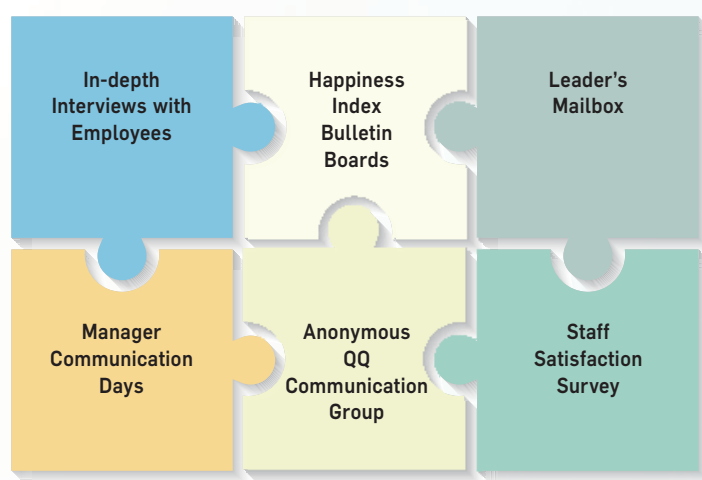 In-depth
Interviews with
Employees
Happiness
Index
Bulletin
Boards
Leader's
Mailbox
Manager
Communication
Days
Anonymous
QQ
Communication
Group
Staff
Satisfaction
Survey